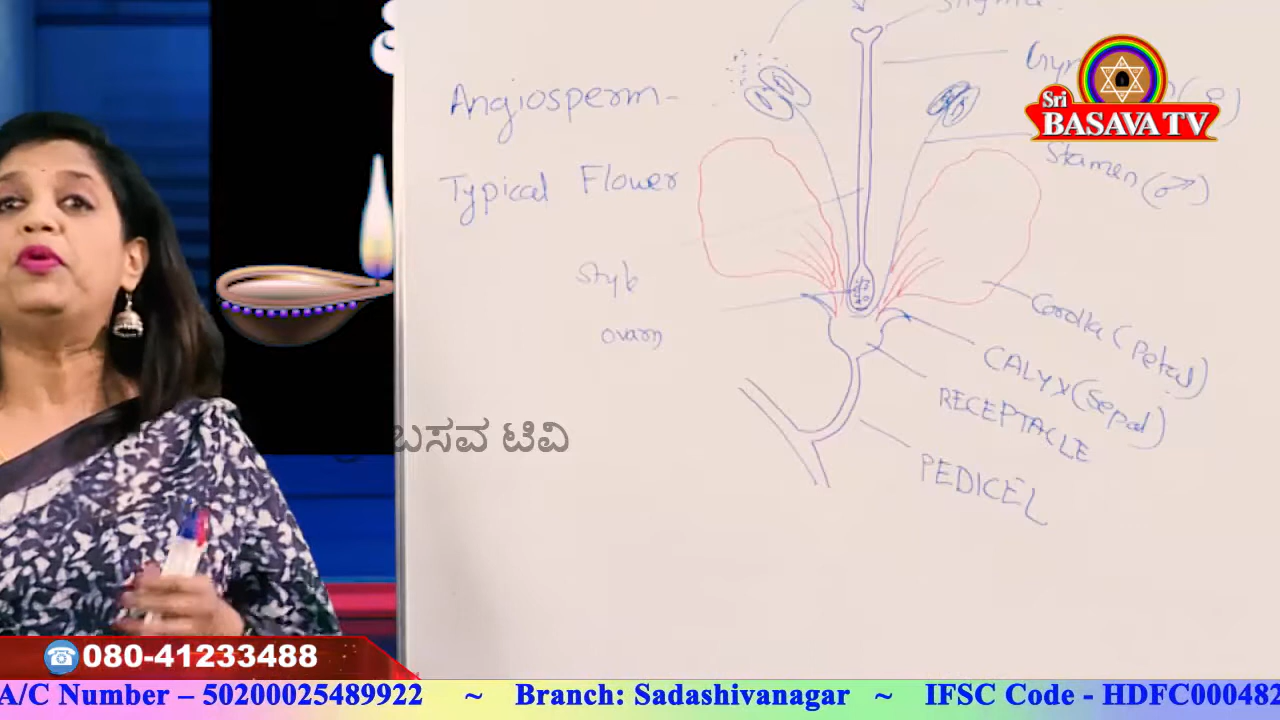 Stigma
Angiosperm -
(♀)
Sri
BASAVA TV
Typical Flower
Stamen (♂)
Style
Corolla (Petal)
ovary
CALYX (Sepal)
RECEPTACLE
ಬಸವ ಟಿವಿ
PEDICEL
080-41233488
A/C Number – 50200025489922 ~ Branch: Sadashivanagar ~ IFSC Code - HDFC000482